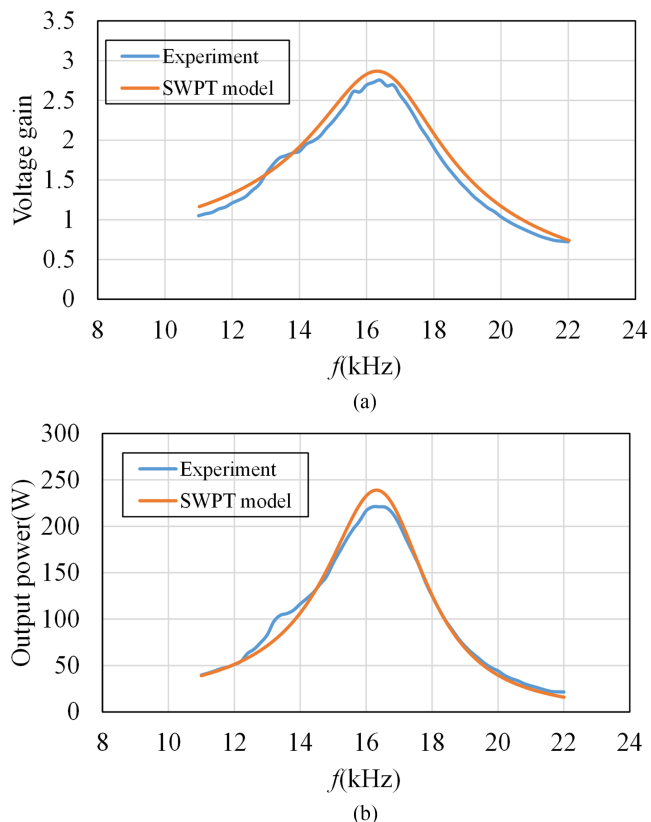 3.5
3
2.5
2
1.5
1
0.5
0
Voltage gain
Experiment
SWPT model
8 10 12 14 16 18 20 22 24
f(kHz)
(a)
300
250
200
150
100
50
0
Output power(W)
Experiment
SWPT model
8 10 12 14 16 18 20 22 24
f(kHz)
(b)